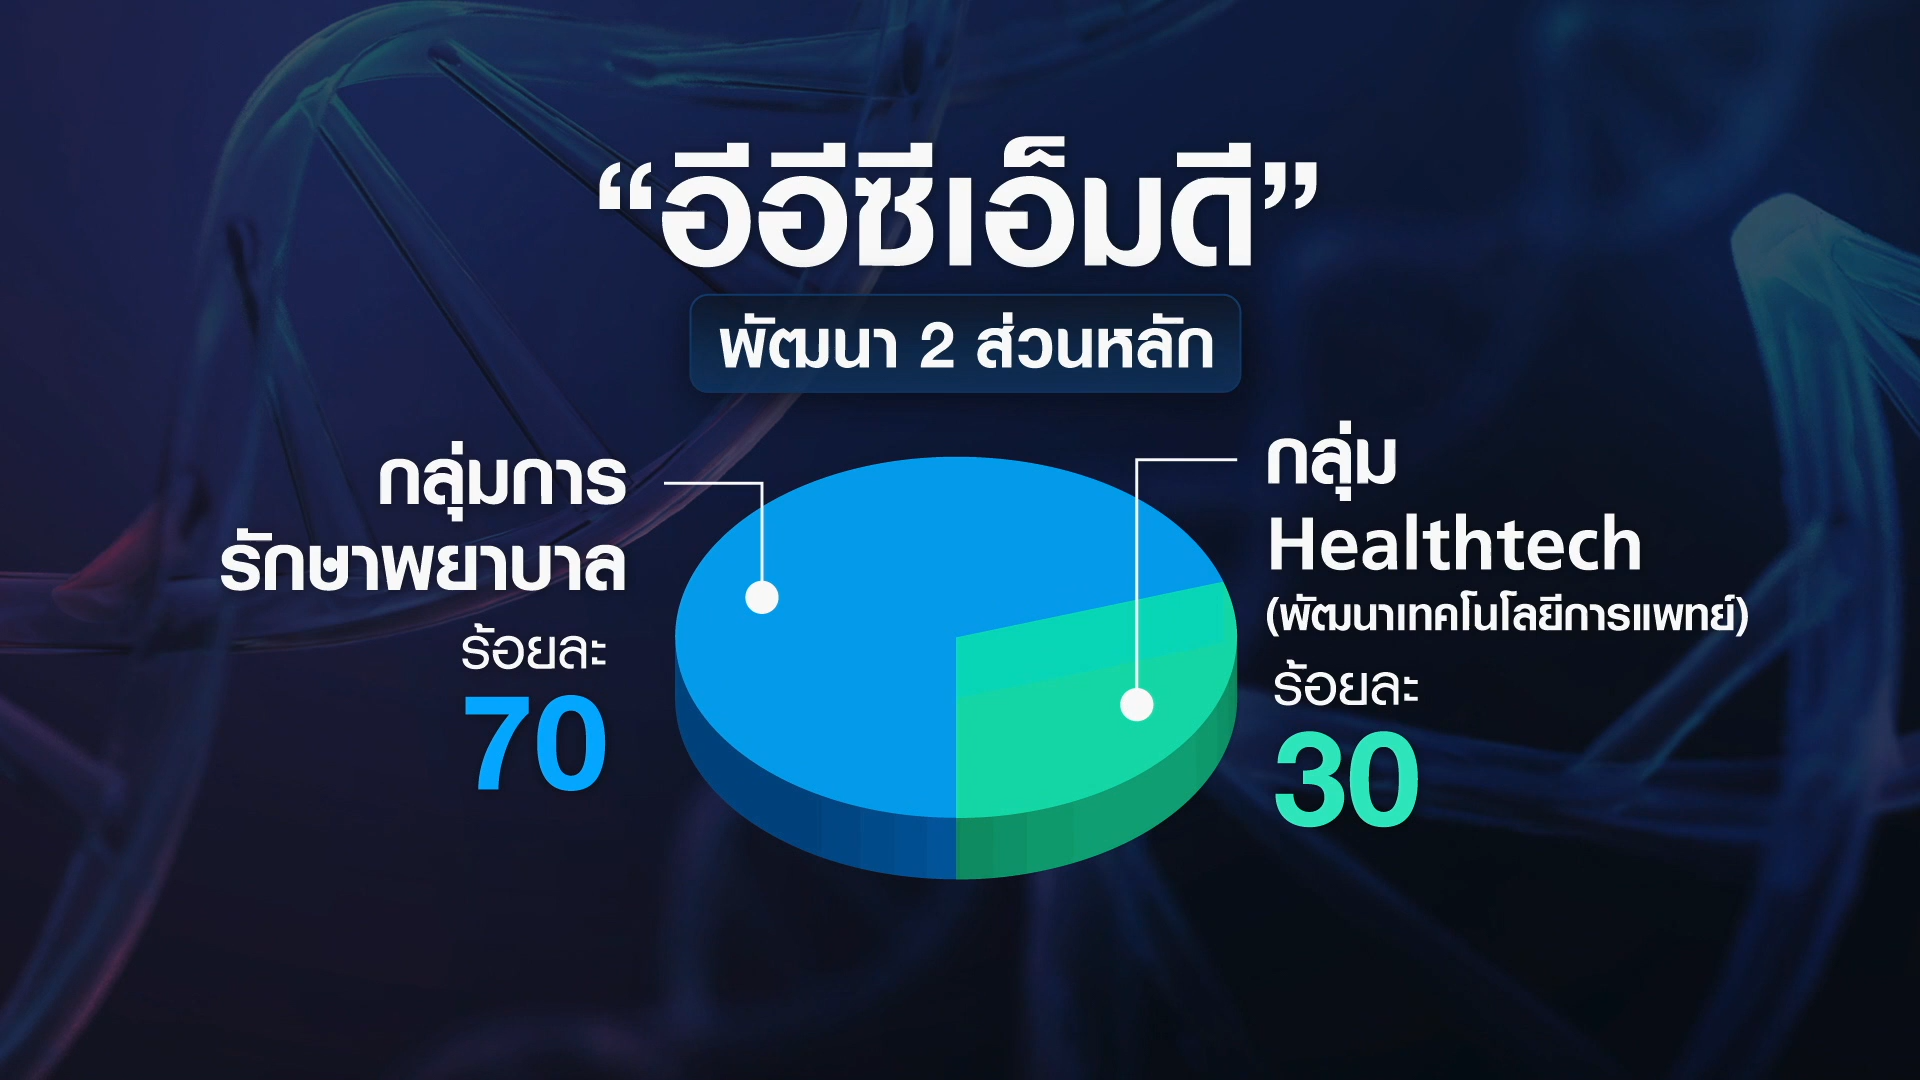 “อีอีซีเอ็มดี”
พัฒนา 2 ส่วนหลัก
กลุ่มการ
รักษาพยาบาล
ร้อยละ
70
กลุ่ม
Healthtech
(พัฒนาเทคโนโลยีการแพทย์)
ร้อยละ
30